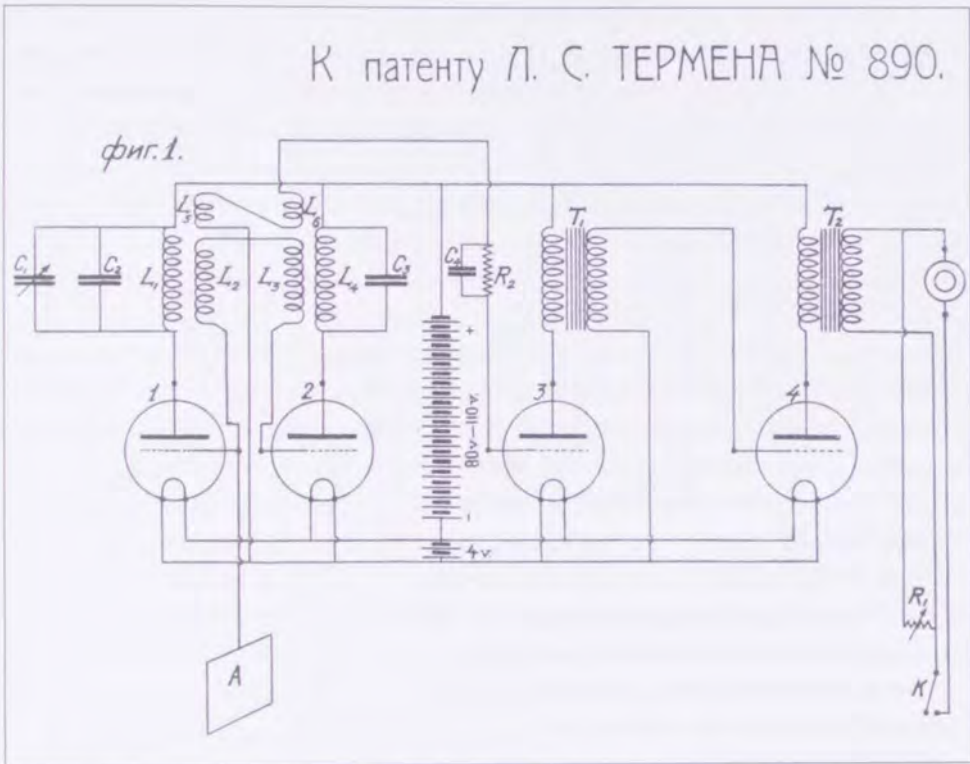 К патенту Л. С. ТЕРМЕНА № 890.
фиг. 1.
L5
L6
T1
T2
C1
C2
L1
L2
L3
L4
C3
C4
R2
+
80v–110v.
-
4v.
1
2
3
4
A
R1
K